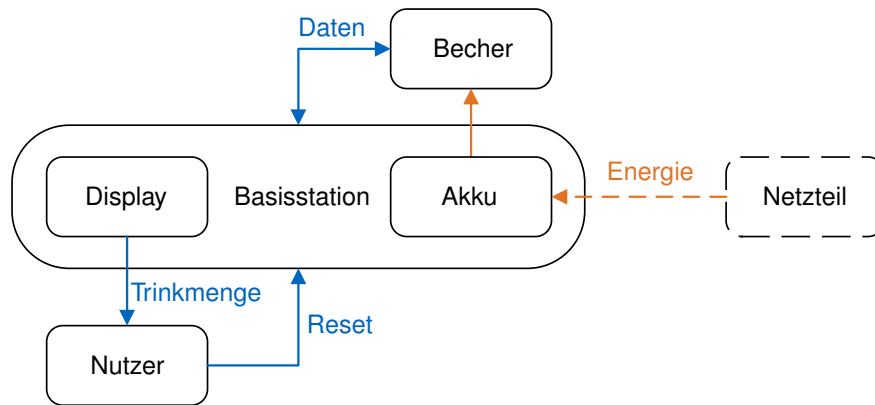 Daten
Becher
Energie
Display
Basisstation
Akku
Netzteil
Trinkmenge
Reset
Nutzer